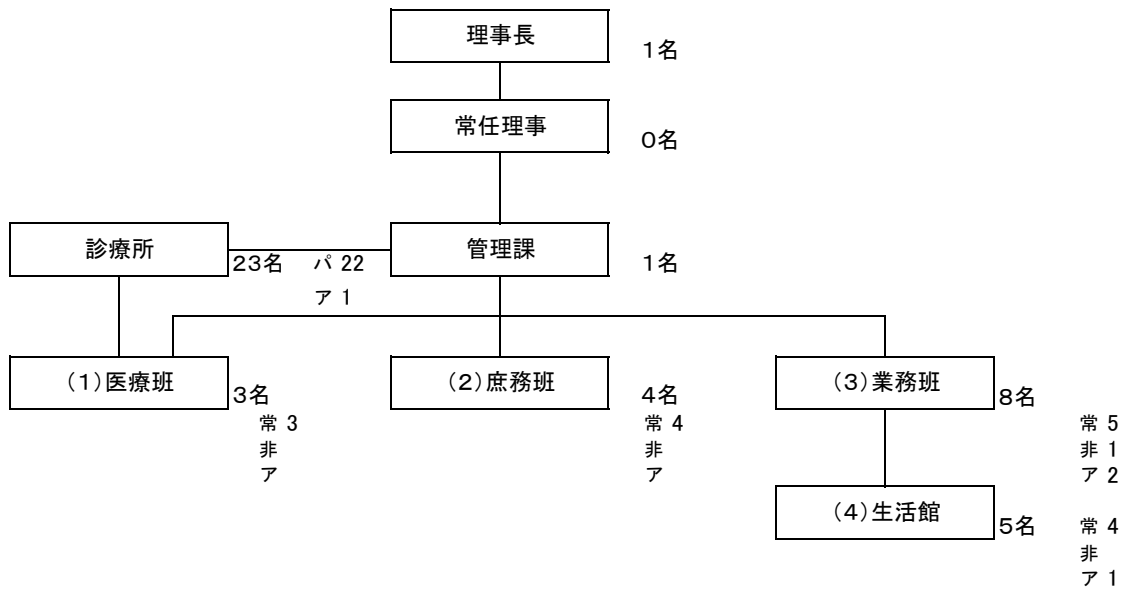 理事長
1名
常任理事
0名
診療所
23名 パ 22
ア 1
管理課
1名
(1)医療班
3名
常 3
非
ア
(2)庶務班
4名
常 4
非
ア
(3)業務班
8名
常 5
非 1
ア 2
(4)生活館
5名
常 4
非
ア 1